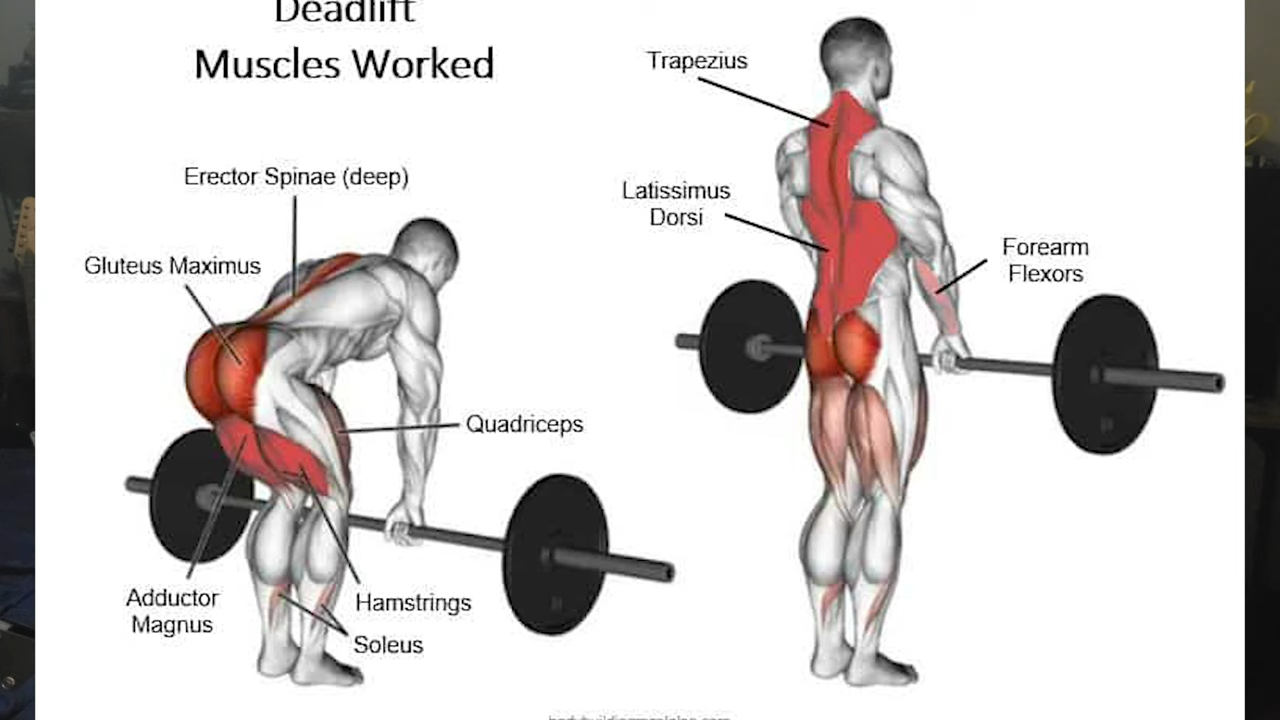 Deadlift
Muscles Worked
Erector Spinae (deep)
Gluteus Maximus
Quadriceps
Adductor
Magnus
Hamstrings
Soleus
Trapezius
Latissimus
Dorsi
Forearm
Flexors